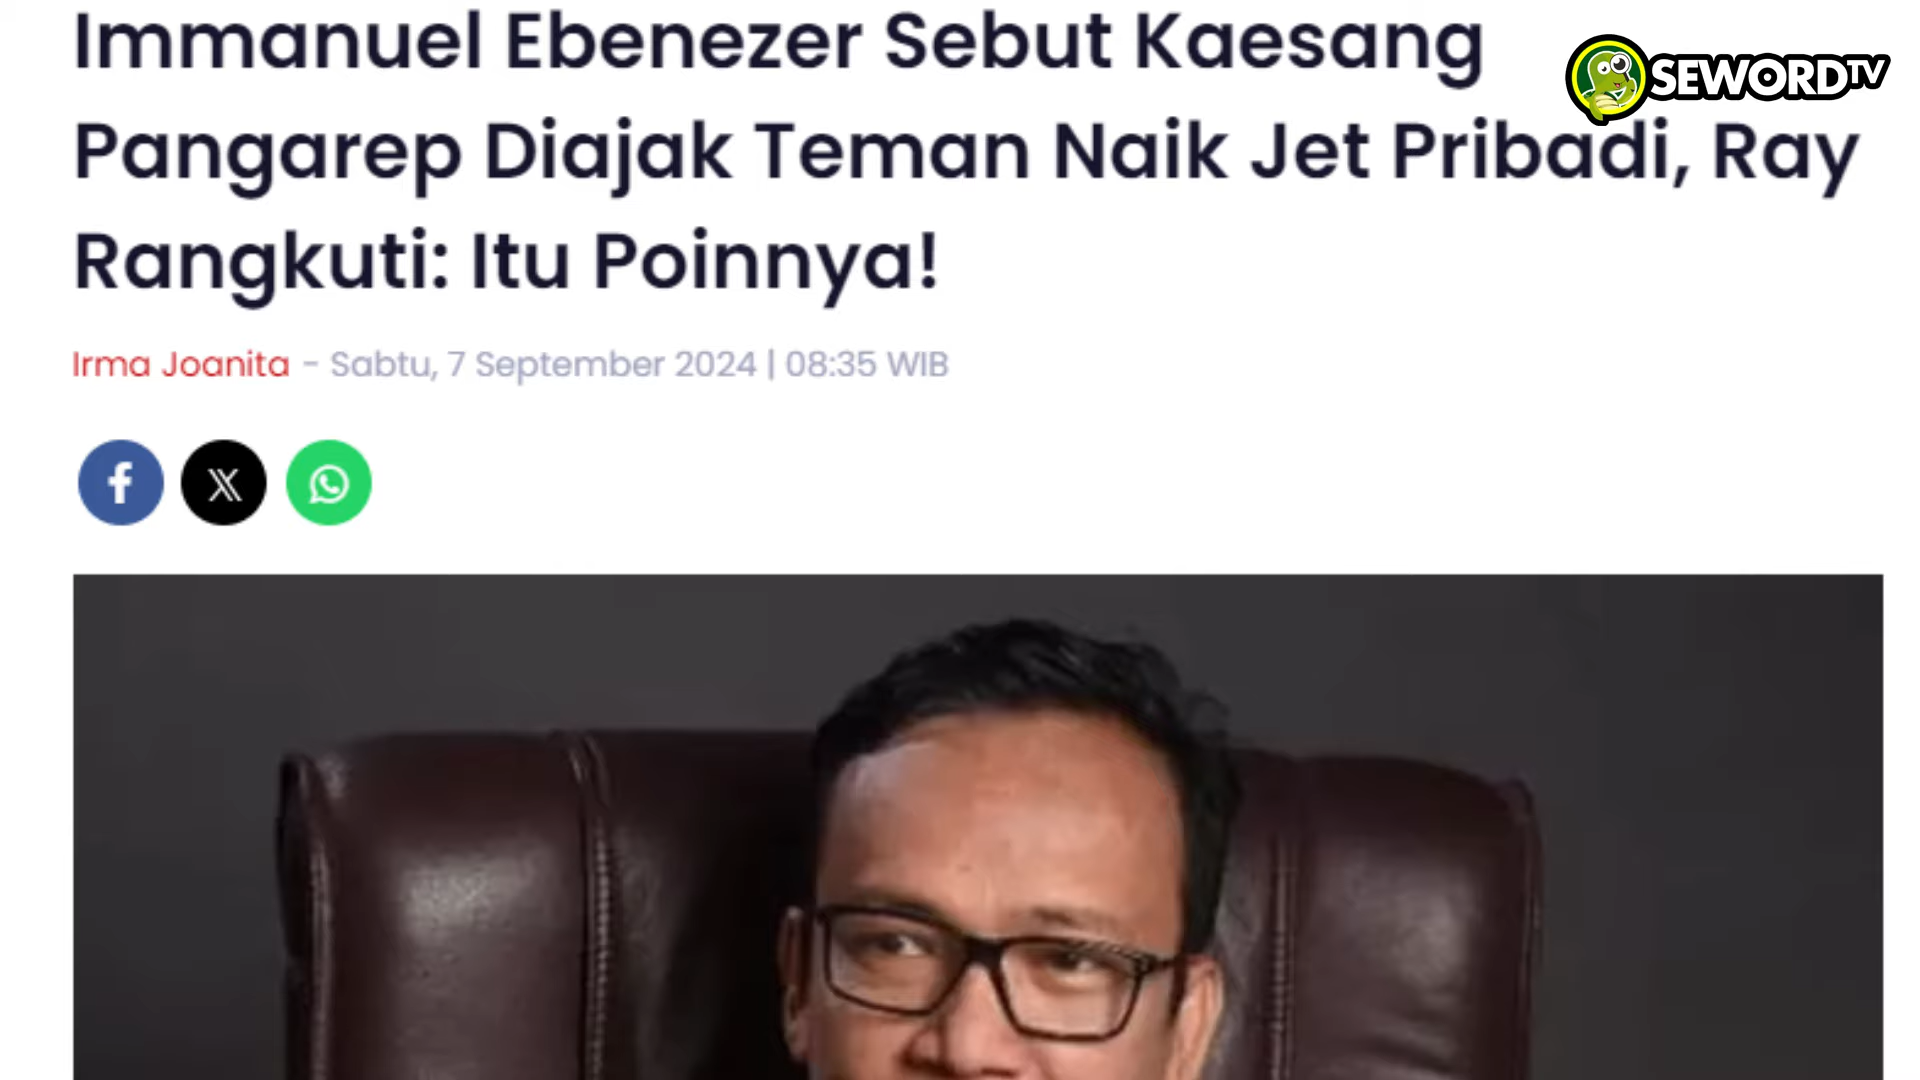 Immanuel Ebenezer Sebut Kaesang
SEWORDTV
Pangarep Diajak Teman Naik Jet Pribadi, Ray
Rangkuti: Itu Poinnya!
Irma Joanita - Sabtu, 7 September 2024 | 08:35 WIB